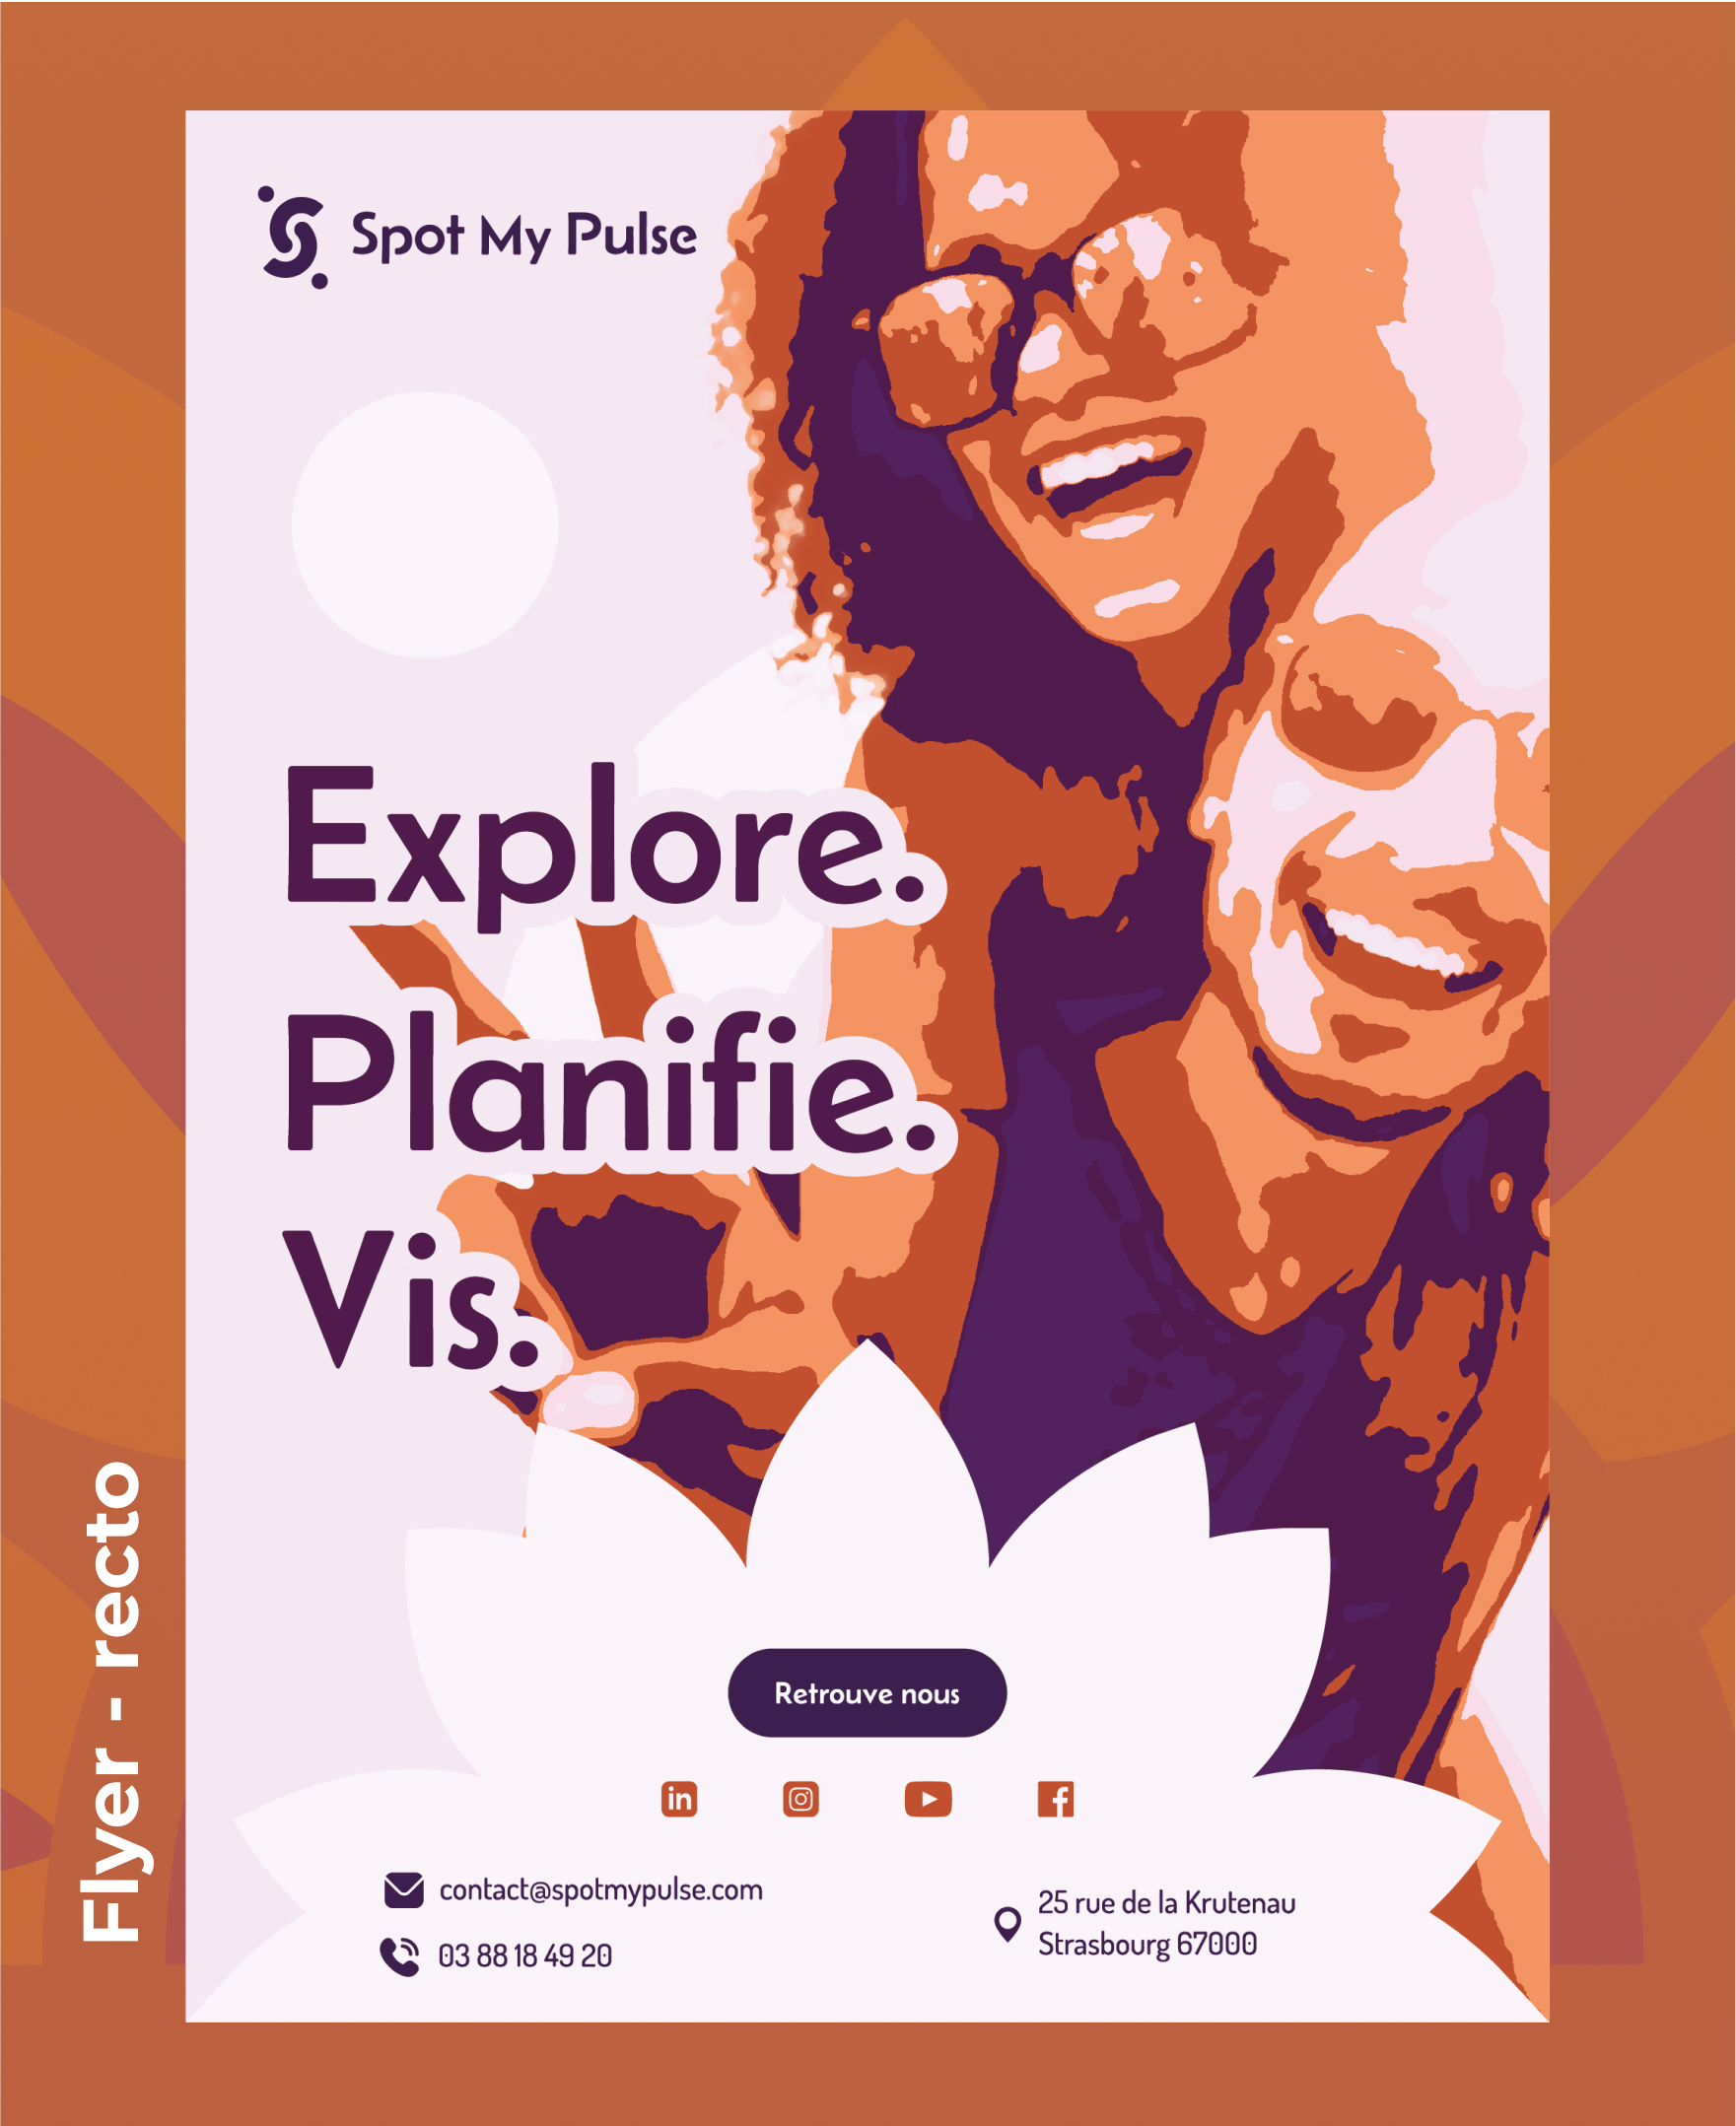 Spot My Pulse
Explore.
Planifie.
Vis.
Retrouve nous
in
contact@spotmypulse.com
03 88 18 49 20
25 rue de la Krutenau
Strasbourg 67000
Flyer - recto